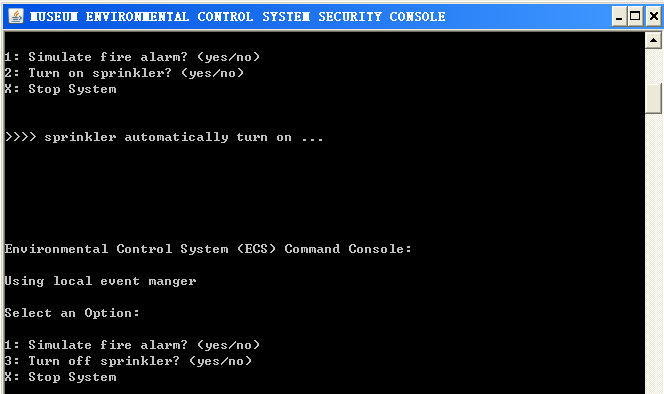 MUSEUM ENVIRONMENTAL CONTROL SYSTEM SECURITY CONSOLE
1: Simulate fire alarm? (yes/no)
2: Turn on sprinkler? (yes/no)
X: Stop System
>>>> sprinkler automatically turn on ...
Environmental Control System (ECS) Command Console:
Using local event manger
Select an Option:
1: Simulate fire alarm? (yes/no)
3: Turn off sprinkler? (yes/no)
X: Stop System